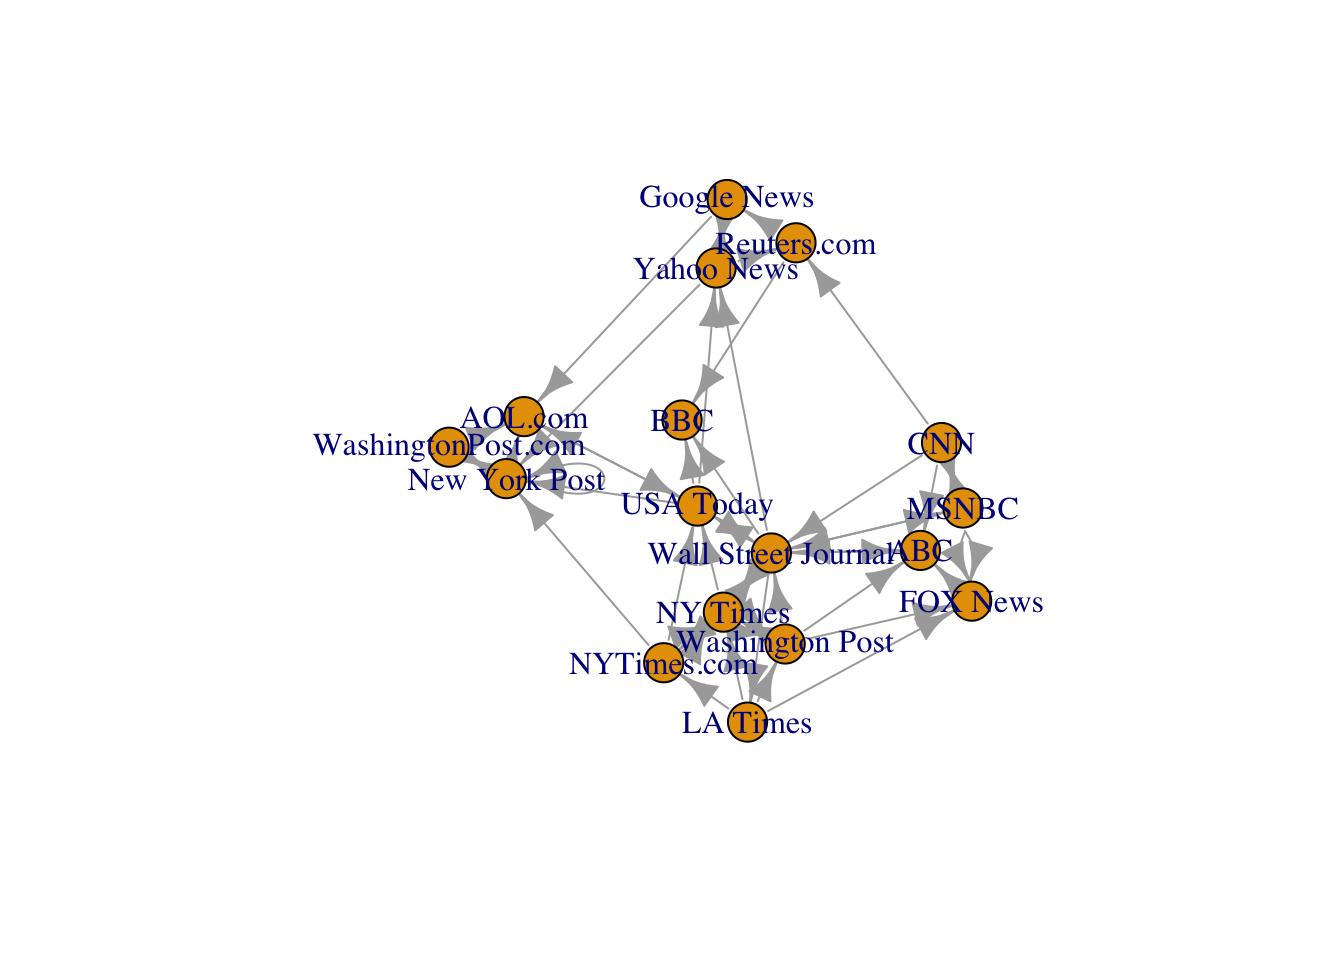 Google News
Reuters.com
Yahoo News
AOL.com
BBC
WashingtonPost.com
CNN
New York Post
USA Today
MSNBC
Wall Street Journal
ABC
FOX News
NY Times
Washington Post
NYTimes.com
LA Times